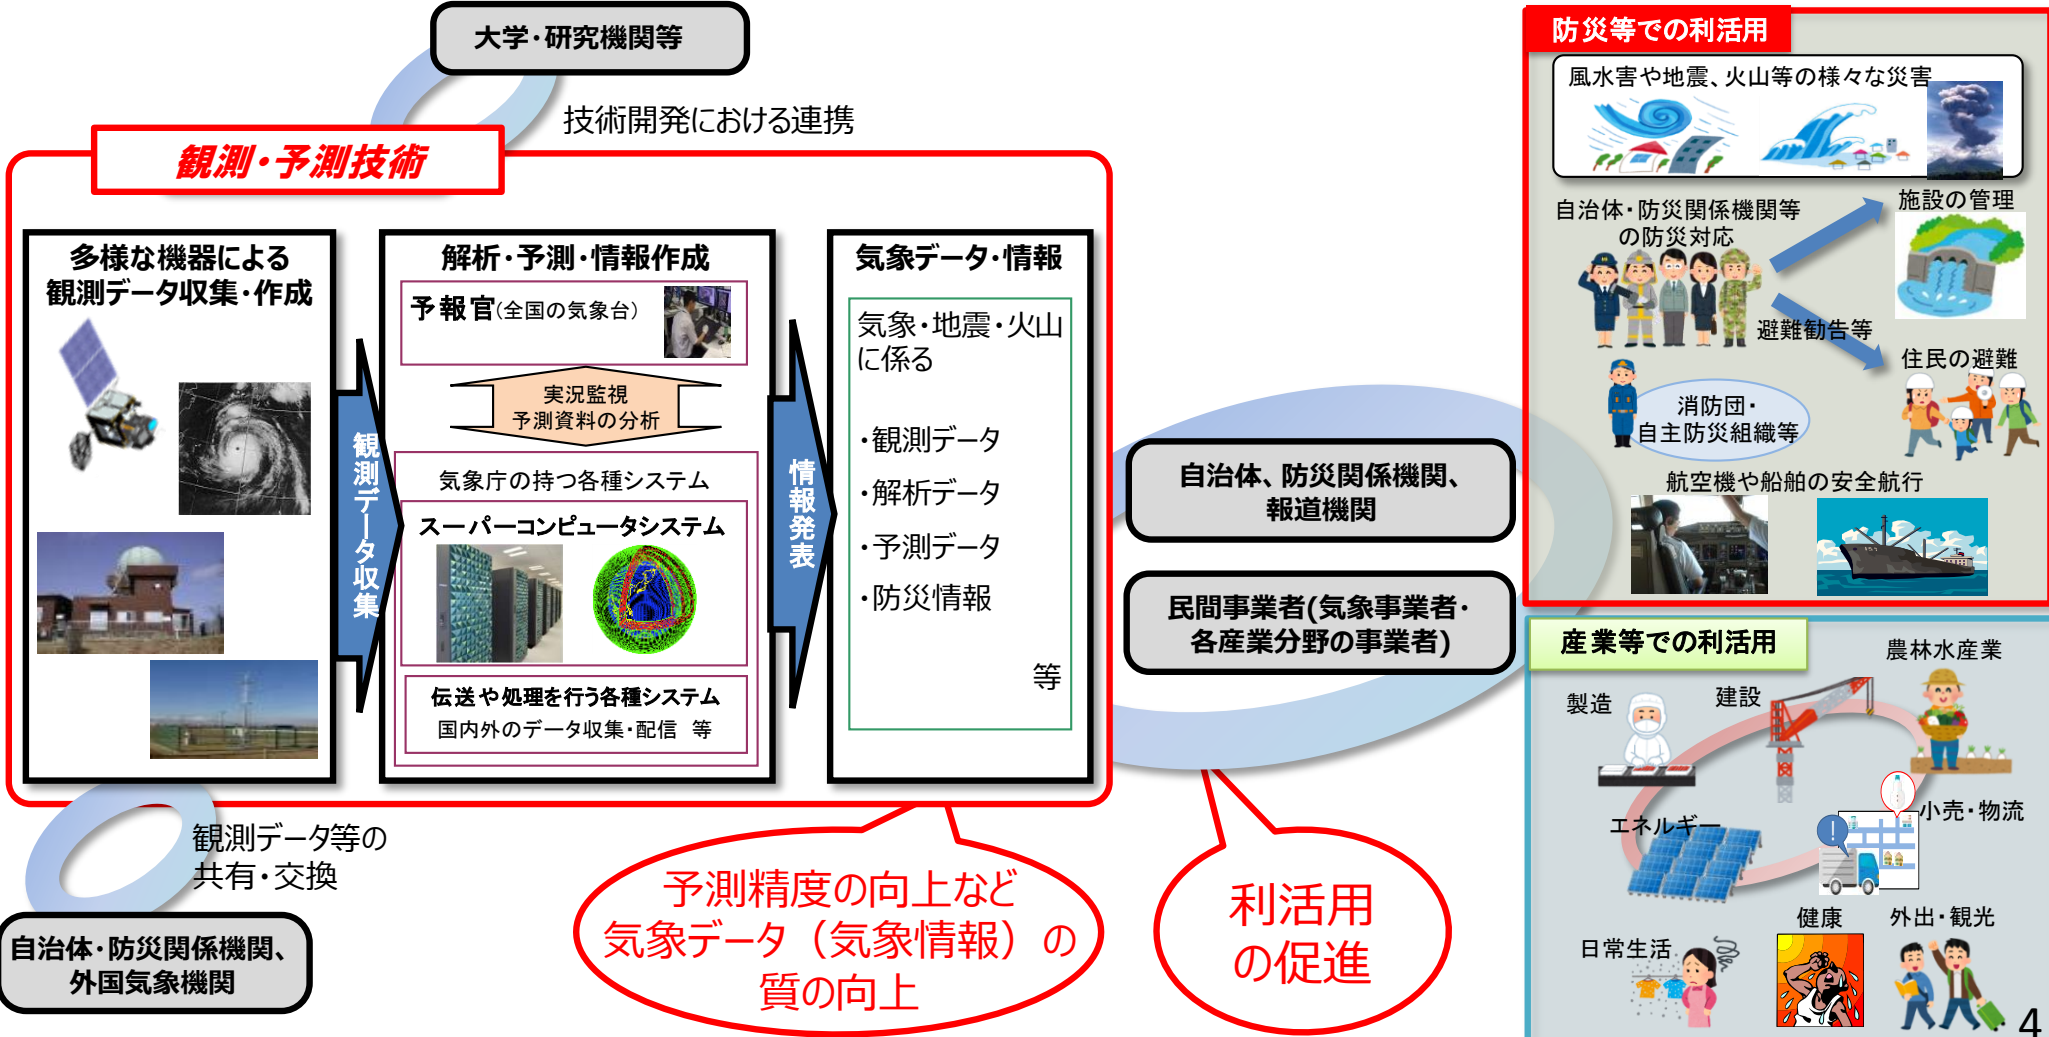 大学・研究機関等
技術開発における連携
観測・予測技術
多様な機器による
観測データ収集・作成
観測データ収集
解析・予測・情報作成
予報官(全国の気象台)
実況監視
予測資料の分析
気象庁の持つ各種システム
スーパーコンピュータシステム
伝送や処理を行う各種システム
国内外のデータ収集・配信 等
情報発表
気象データ・情報
気象・地震・火山
に係る
・観測データ
・解析データ
・予測データ
・防災情報
等
観測データ等の
共有・交換
自治体・防災関係機関、
外国気象機関
予測精度の向上など
気象データ（気象情報）の
質の向上
利活用
の促進
自治体、防災関係機関、
報道機関
民間事業者(気象事業者・
各産業分野の事業者)
防災等での利活用
風水害や地震、火山等の様々な災害
自治体・防災関係機関等
の防災対応
施設の管理
避難勧告等
住民の避難
消防団・
自主防災組織等
航空機や船舶の安全航行
産業等での利活用
農林水産業
製造
建設
エネルギー
小売・物流
!
健康
外出・観光
日常生活
4